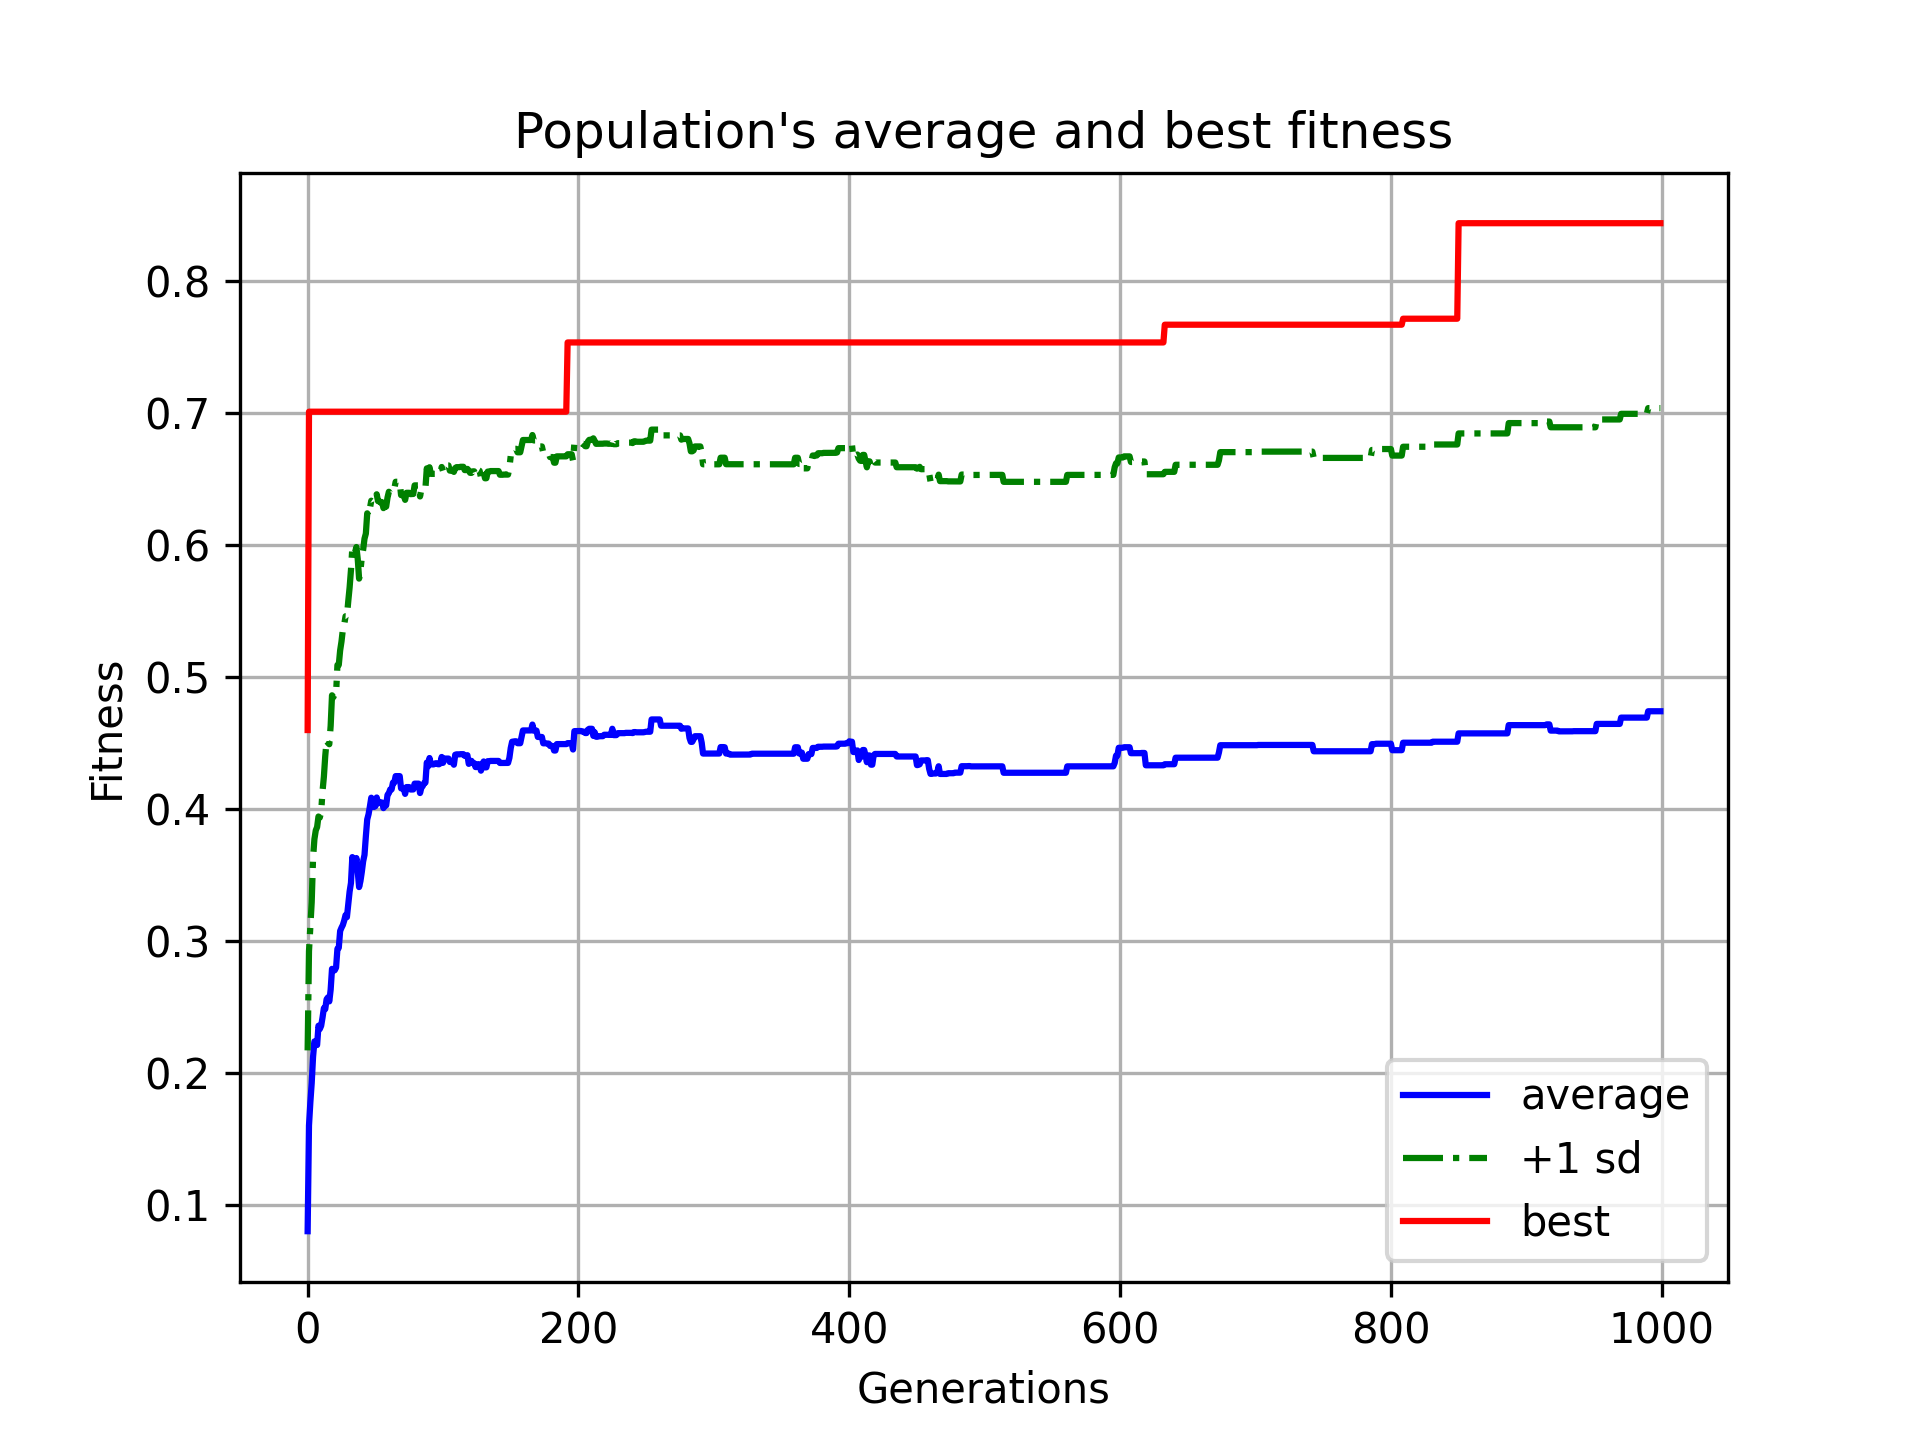 Population's average and best fitness
Fitness
0.8
0.7
0.6
0.5
0.4
0.3
0.2
0.1
average
+1 sd
best
0 200 400 600 800 1000
Generations